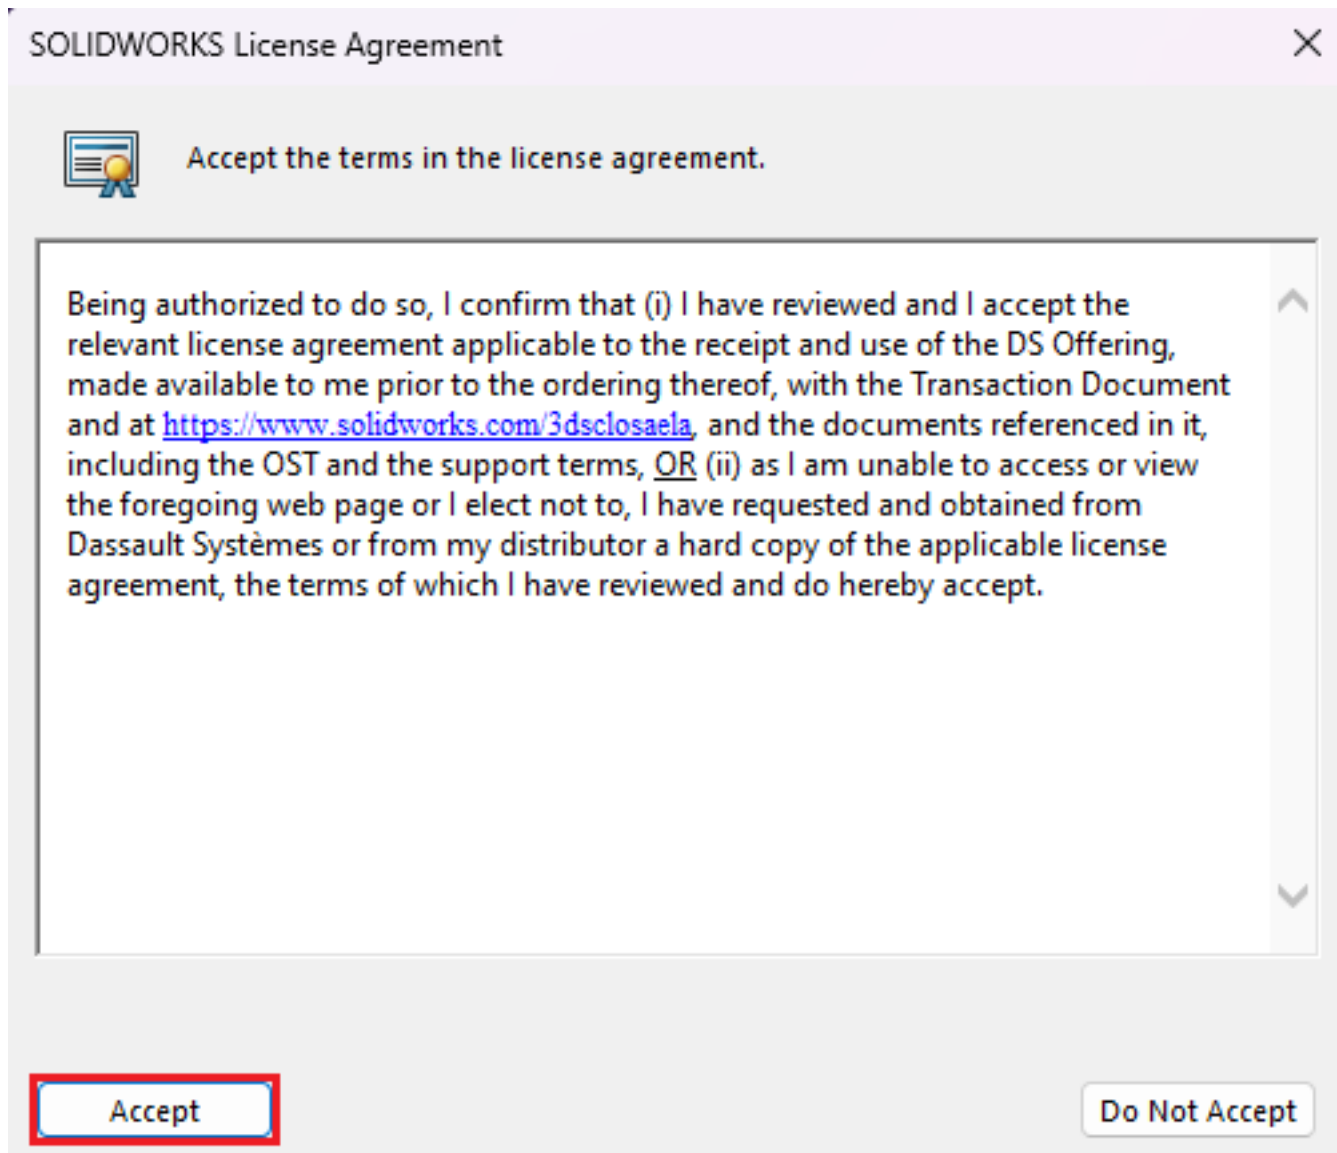 SOLIDWORKS License Agreement
Accept the terms in the license agreement.
Being authorized to do so, I confirm that (i) I have reviewed and I accept the
relevant license agreement applicable to the receipt and use of the DS Offering,
made available to me prior to the ordering thereof, with the Transaction Document
and at https://www.solidworks.com/3dsclosaela, and the documents referenced in it,
including the OST and the support terms, OR (ii) as I am unable to access or view
the foregoing web page or I elect not to, I have requested and obtained from
Dassault Systèmes or from my distributor a hard copy of the applicable license
agreement, the terms of which I have reviewed and do hereby accept.
Accept
Do Not Accept